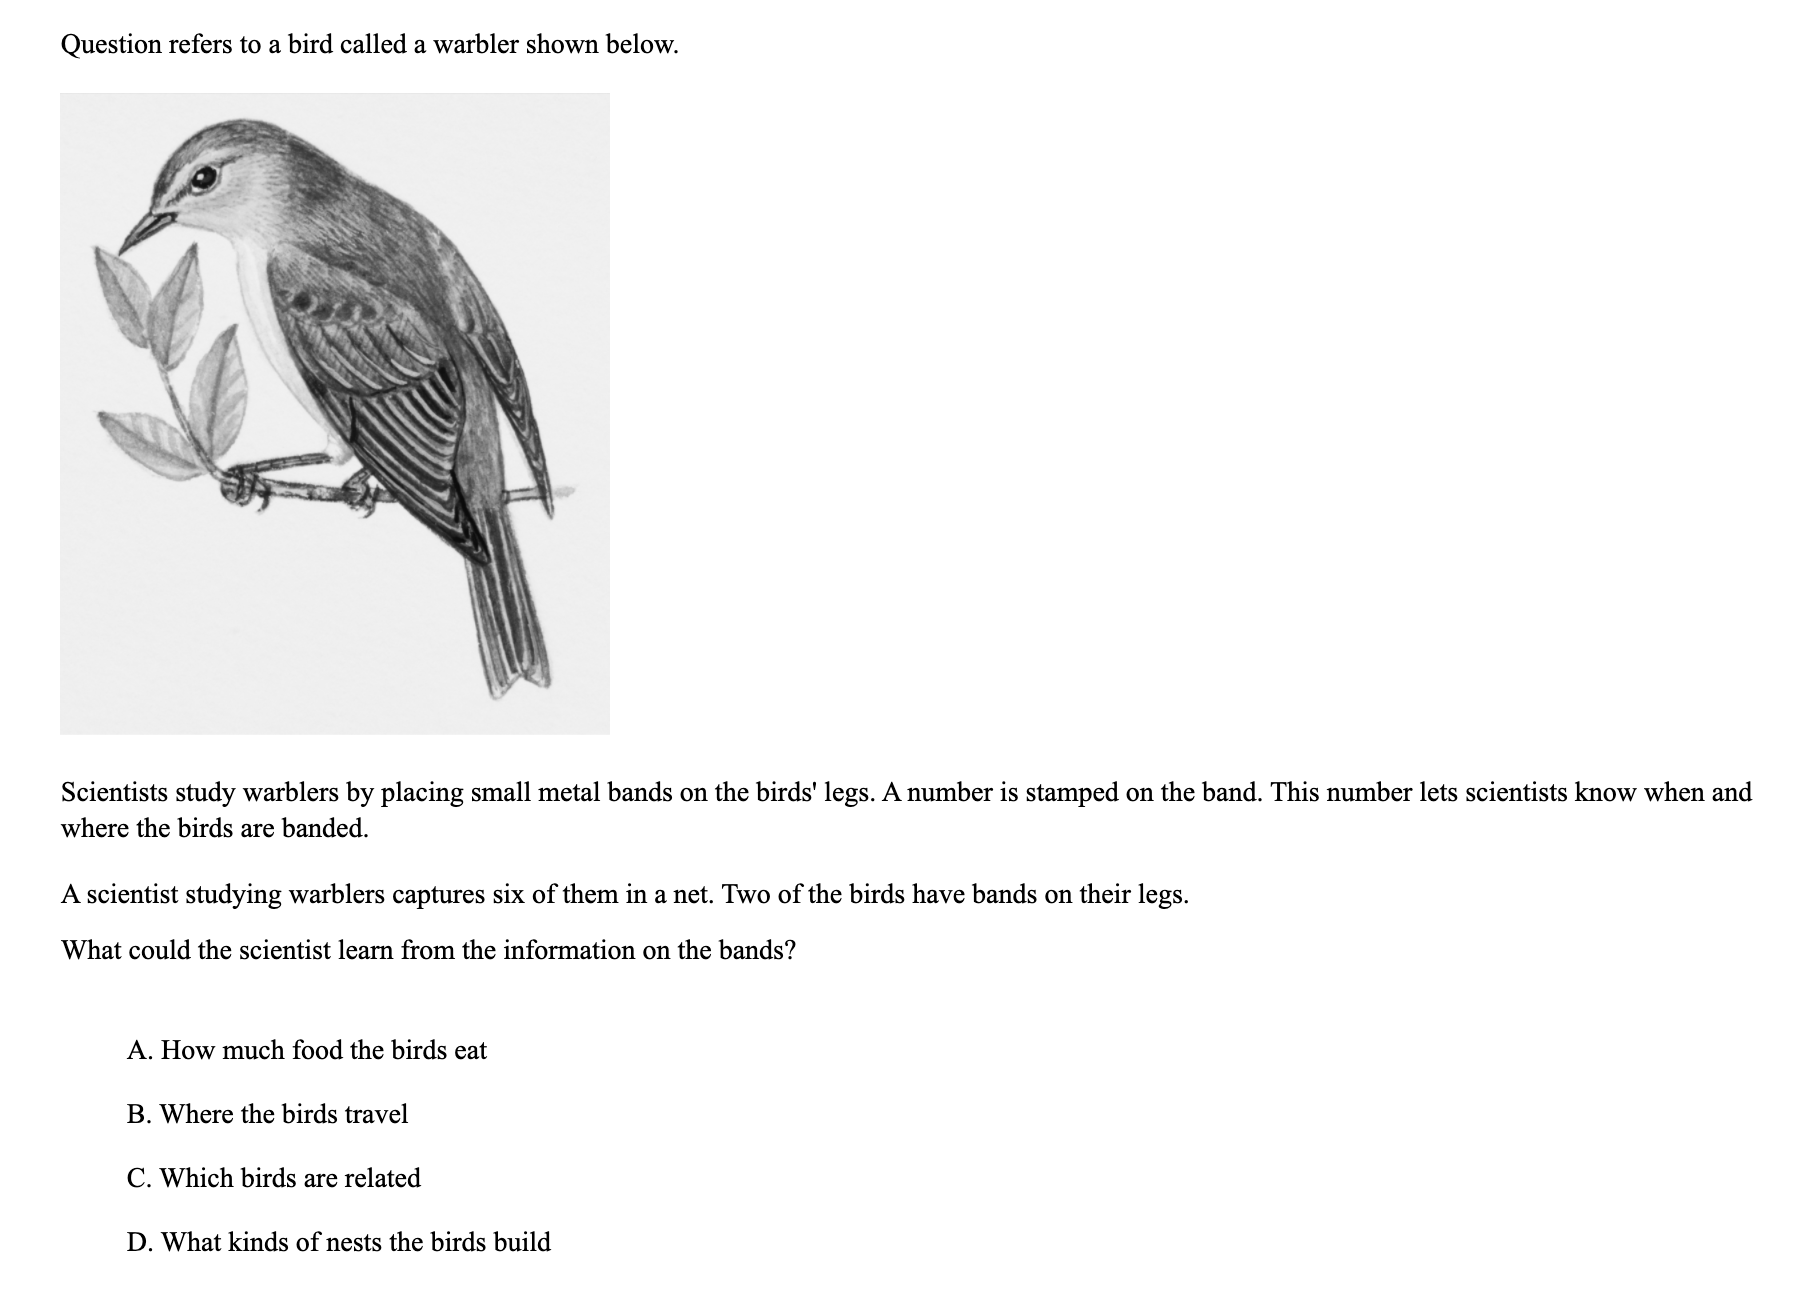 Question refers to a bird called a warbler shown below.
Scientists study warblers by placing small metal bands on the birds' legs. A number is stamped on the band. This number lets scientists know when and
where the birds are banded.
A scientist studying warblers captures six of them in a net. Two of the birds have bands on their legs.
What could the scientist learn from the information on the bands?
A. How much food the birds eat
B. Where the birds travel
C. Which birds are related
D. What kinds of nests the birds build